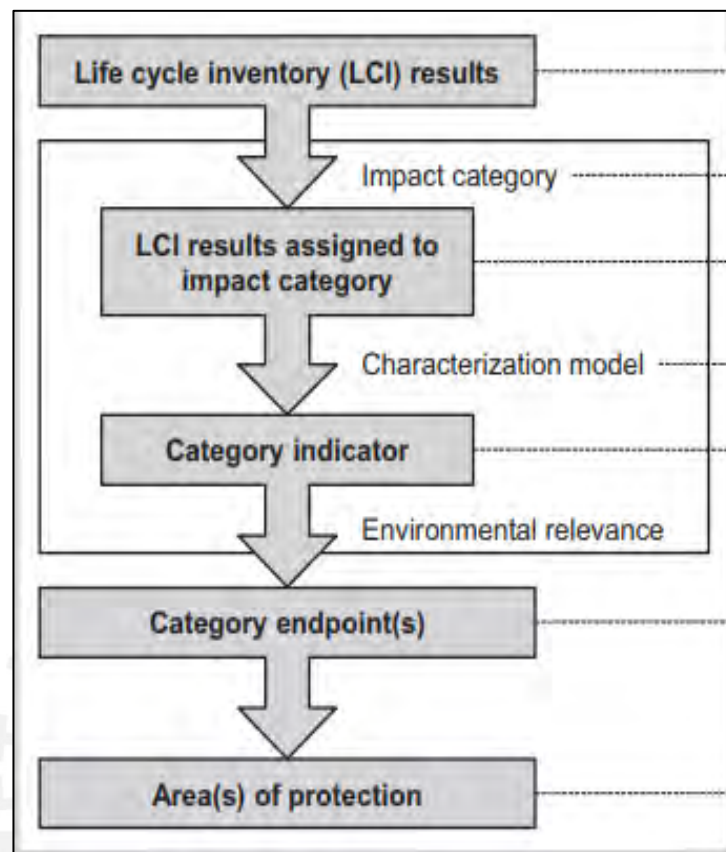 Life cycle inventory (LCI) results
Impact category
LCI results assigned to
impact category
Characterization model
Category indicator
Environmental relevance
Category endpoint(s)
Area(s) of protection